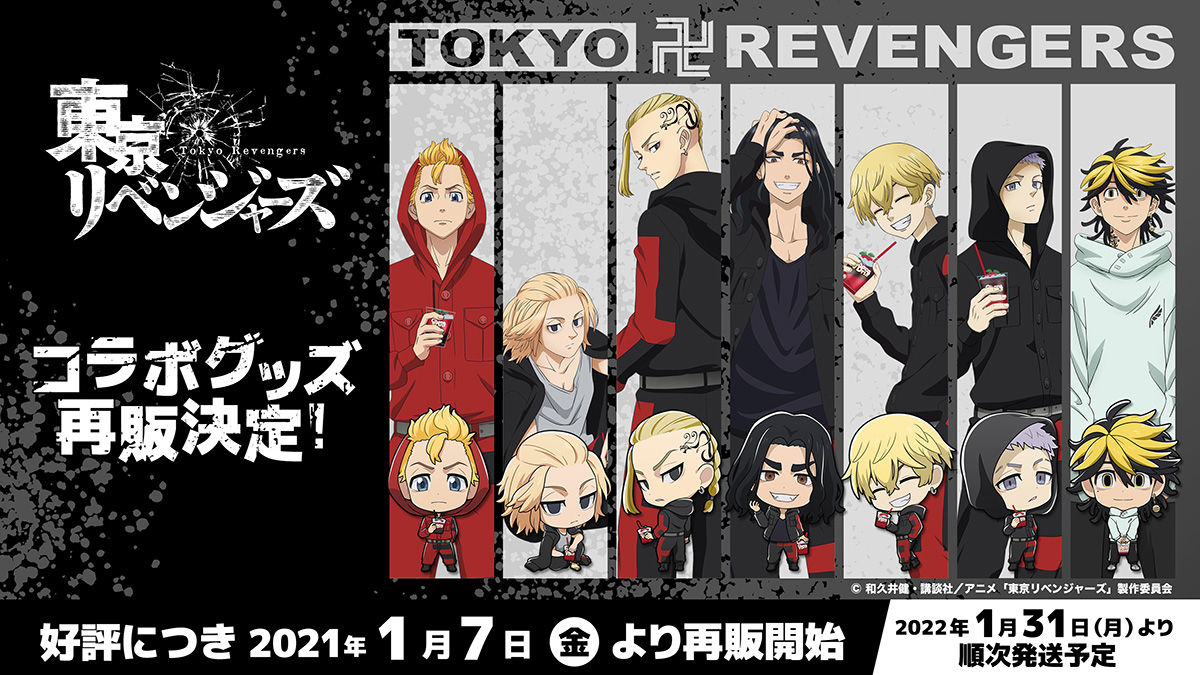 東京
Tokyo Revengers
リベンジャーズ
コラボグッズ
再販決定!
TOKYO 卍 REVENGERS
© 和久井健・講談社／アニメ「東京リベンジャーズ」製作委員会
好評につき 2021年 1月7日 金 より再販開始
2022年1月31日(月)より
順次発送予定